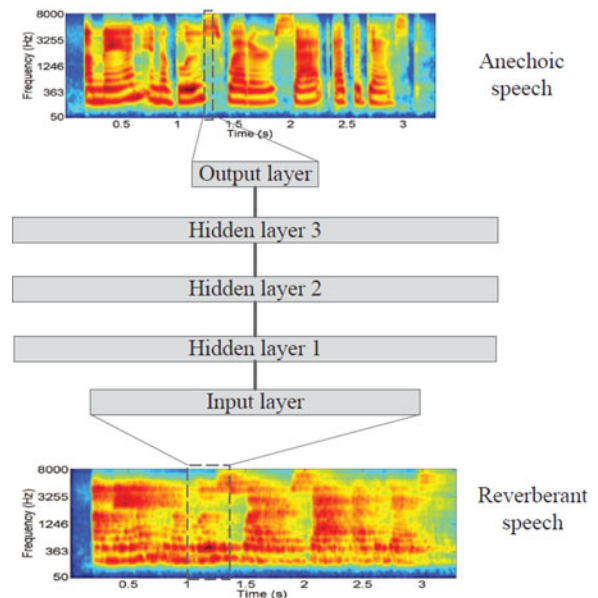 8000
3255
1246
363
50
Frequency (Hz)
0.5 1 1.5 2 2.5 3
Time (s)
Anechoic
speech
Output layer
Hidden layer 3
Hidden layer 2
Hidden layer 1
Input layer
8000
3255
1246
363
50
Frequency (Hz)
0.5 1 1.5 2 2.5 3
Time (s)
Reverberant
speech